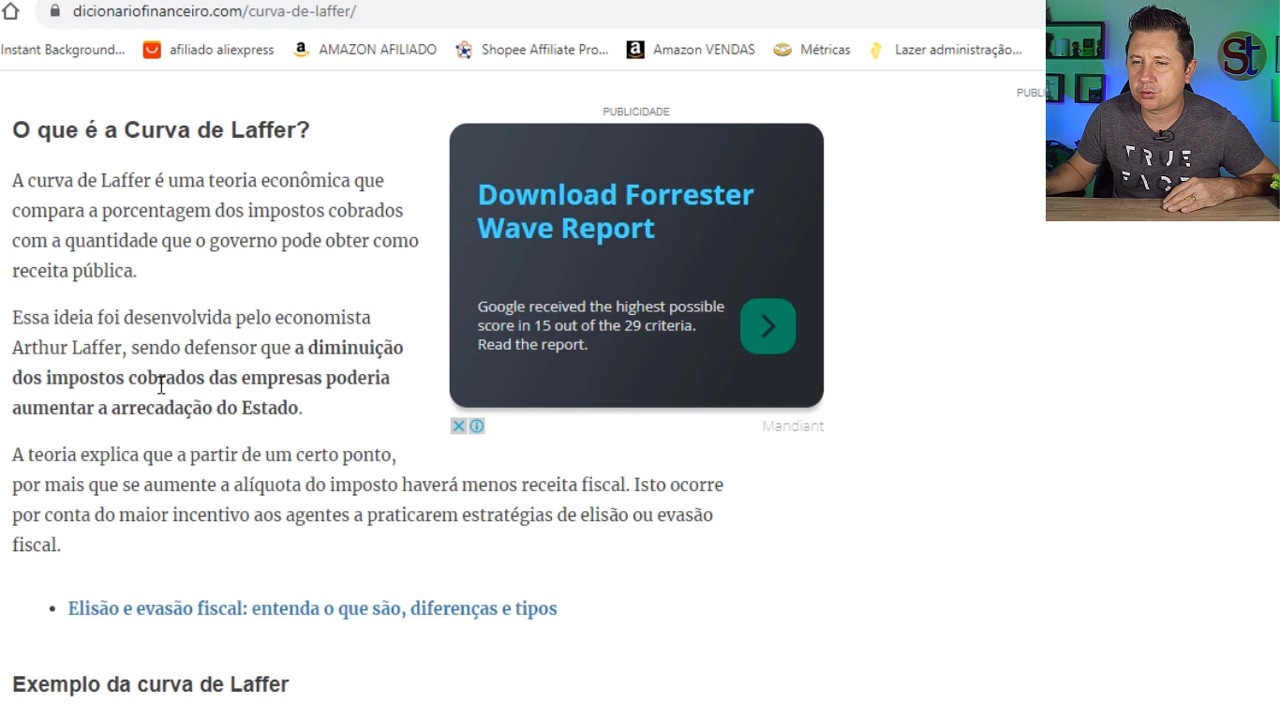 dicionariofinanceiro.com/curva-de-laffer/
Instant Background...
afiliado aliexpress
AMAZON AFILIADO
Shopee Affiliate Pro...
Amazon VENDAS
Métricas
Lazer administração...
O que é a Curva de Laffer?
A curva de Laffer é uma teoria econômica que
compara a porcentagem dos impostos cobrados
com a quantidade que o governo pode obter como
receita pública.
Essa ideia foi desenvolvida pelo economista
Arthur Laffer, sendo defensor que a diminuição
dos impostos cobrados das empresas poderia
aumentar a arrecadação do Estado.
A teoria explica que a partir de um certo ponto,
por mais que se aumente a alíquota do imposto haverá menos receita fiscal. Isto ocorre
por conta do maior incentivo aos agentes a praticarem estratégias de elisão ou evasão
fiscal.
• Elisão e evasão fiscal: entenda o que são, diferenças e tipos
Exemplo da curva de Laffer
PUBLICIDADE
Download Forrester
Wave Report
Google received the highest possible
score in 15 out of the 29 criteria.
Read the report.
Mandiant
PUBLI
St
TRUE
FACE